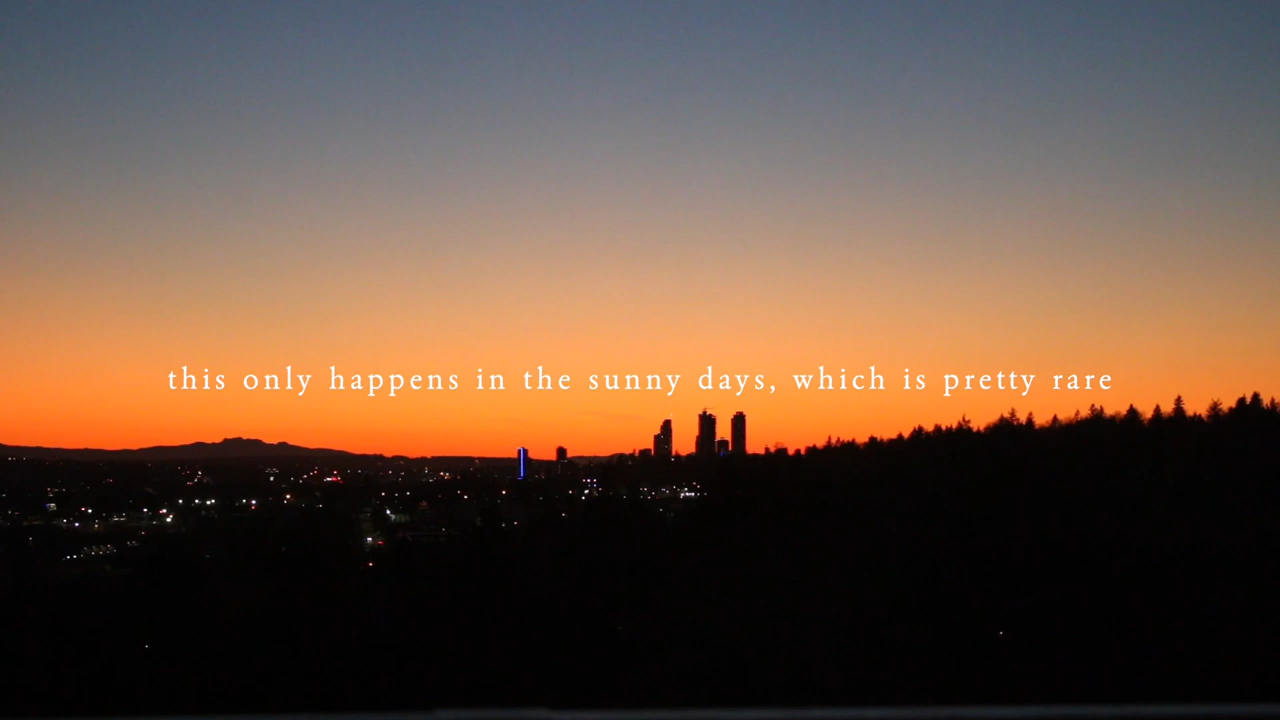 this only happens in the sunny days, which is pretty rare